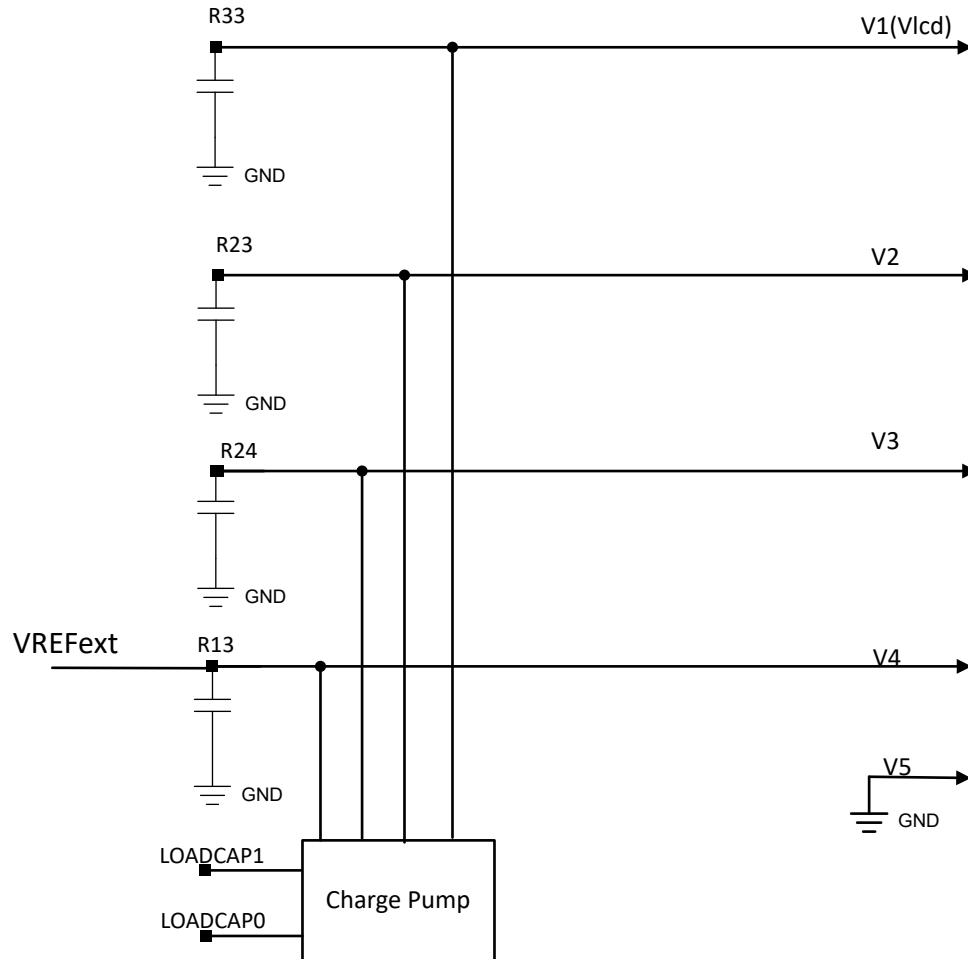 R33
V1(Vlcd)
GND
R23
V2
GND
R24
V3
GND
VREFext
R13
V4
V5
GND
GND
LOADCAP1
Charge Pump
LOADCAP0